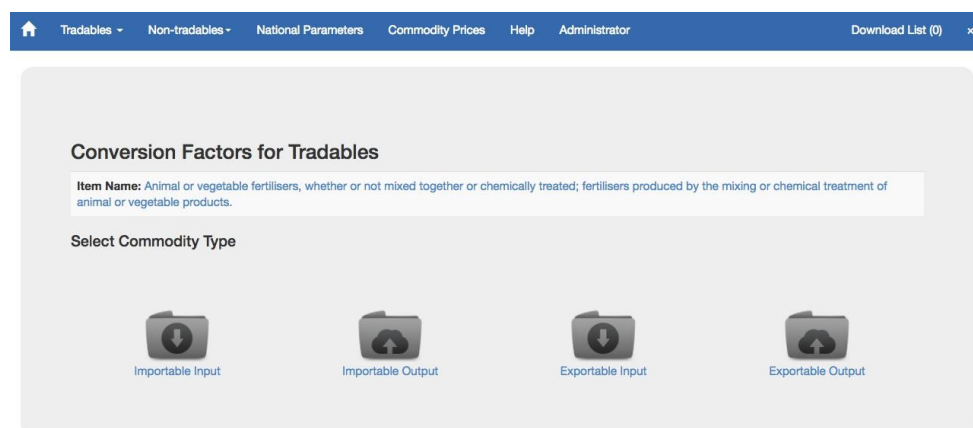 Tradables Non-tradables National Parameters Commodity Prices Help Administrator Download List (0) ×
Conversion Factors for Tradables
Item Name: Animal or vegetable fertilisers, whether or not mixed together or chemically treated; fertilisers produced by the mixing or chemical treatment of
animal or vegetable products.
Select Commodity Type
Importable Input Importable Output Exportable Input Exportable Output